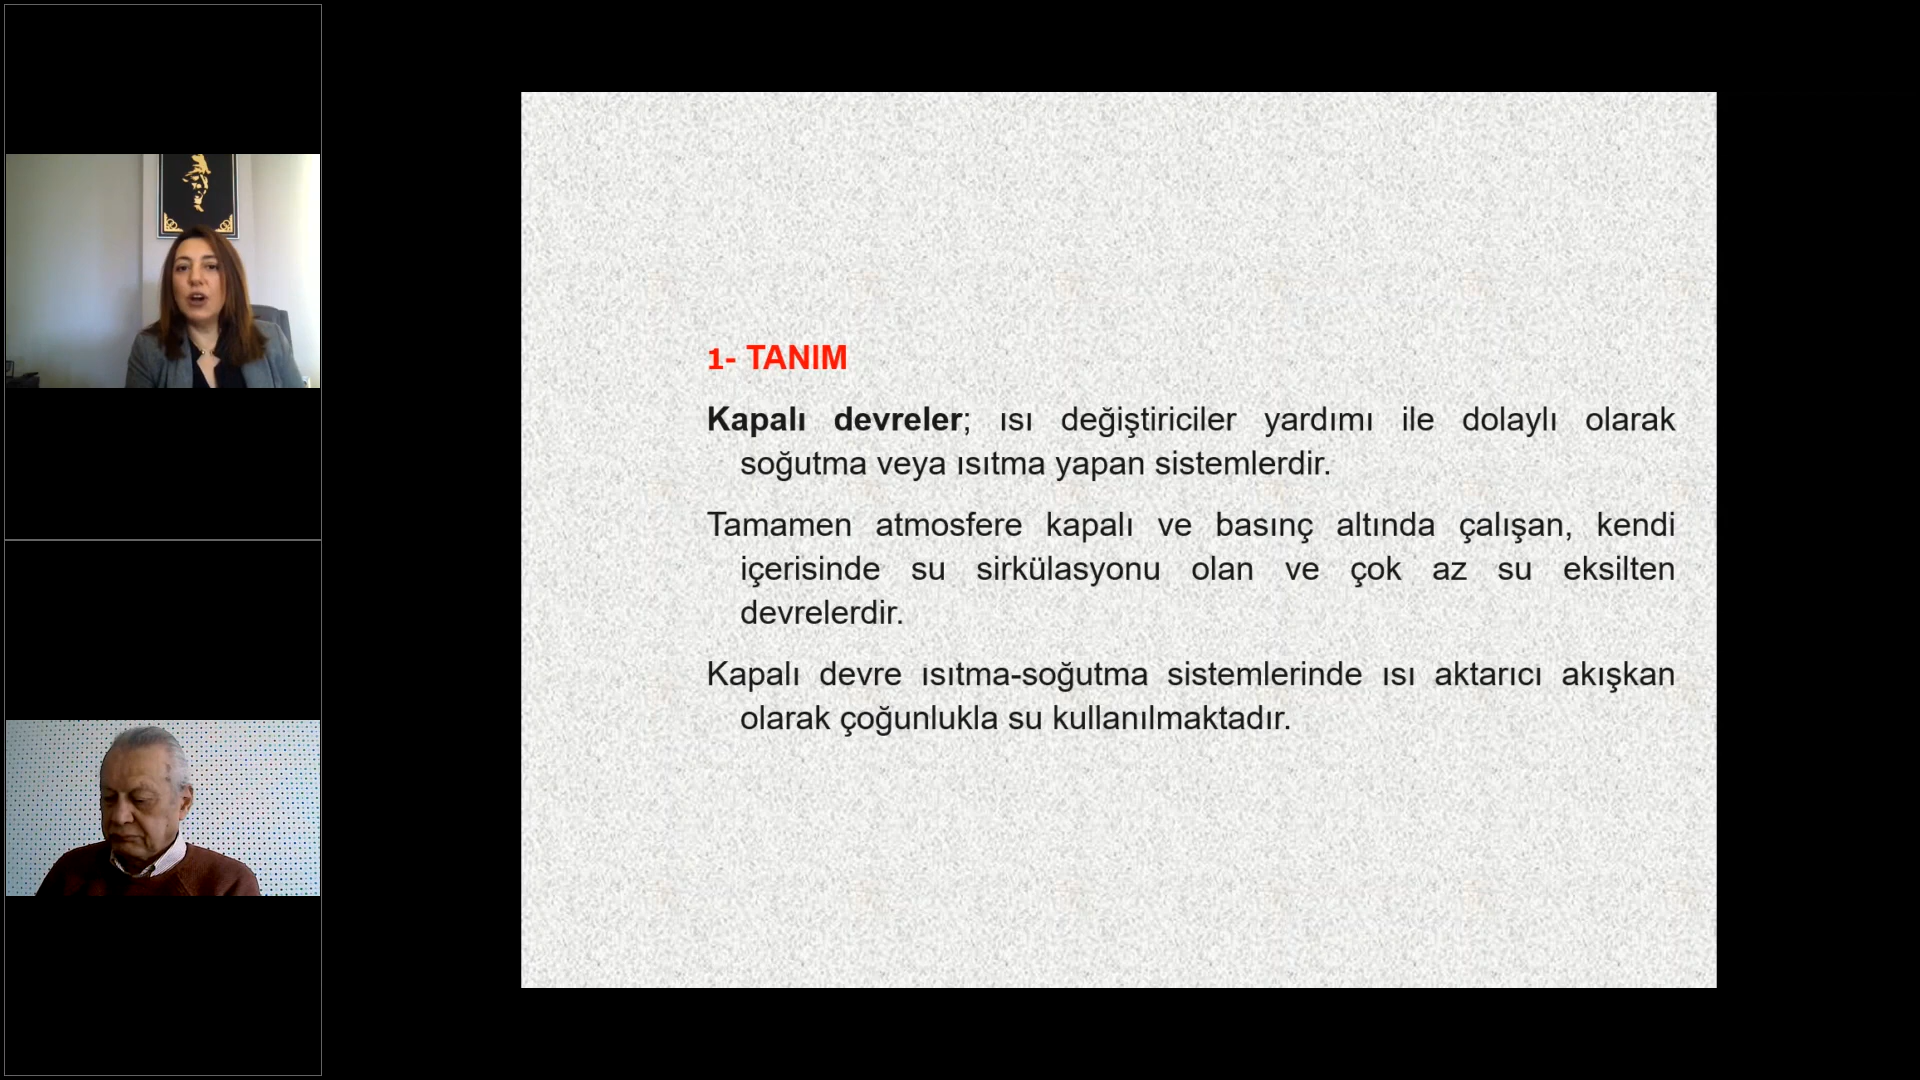 1- TANIM
Kapalı devreler; ısı değiştiriciler yardımı ile dolaylı olarak
soğutma veya ısıtma yapan sistemlerdir.
Tamamen atmosfere kapalı ve basınç altında çalışan, kendi
içerisinde su sirkülasyonu olan ve çok az su eksilten
devrelerdir.
Kapalı devre ısıtma-soğutma sistemlerinde ısı aktarıcı akışkan
olarak çoğunlukla su kullanılmaktadır.